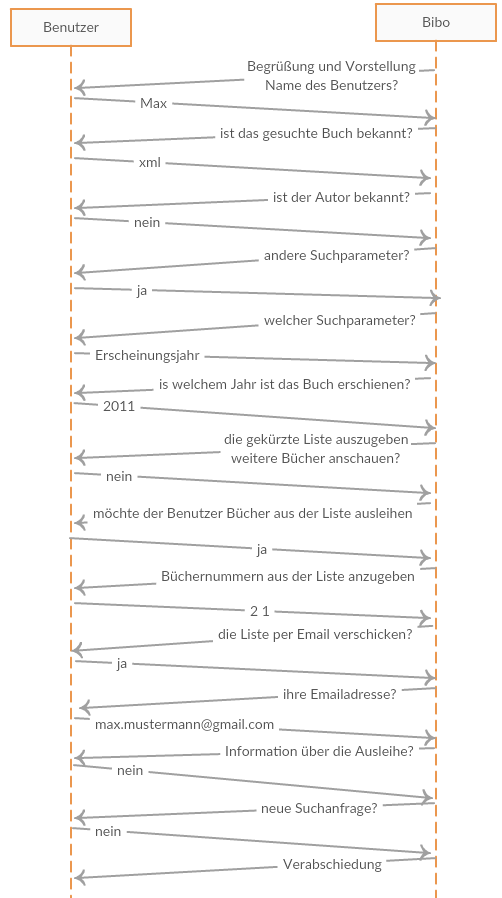 Benutzer
Bibo
Begrüßung und Vorstellung
Name des Benutzers?
Max
ist das gesuchte Buch bekannt?
xml
ist der Autor bekannt?
nein
andere Suchparameter?
ja
welcher Suchparameter?
Erscheinungsjahr
is welchem Jahr ist das Buch erschienen?
2011
die gekürzte Liste auszugeben
weitere Bücher anschauen?
nein
möchte der Benutzer Bücher aus der Liste ausleihen
ja
Büchernummern aus der Liste anzugeben
2 1
die Liste per Email verschicken?
ja
ihre Emailadresse?
max.mustermann@gmail.com
Information über die Ausleihe?
nein
neue Suchanfrage?
nein
Verabschiedung